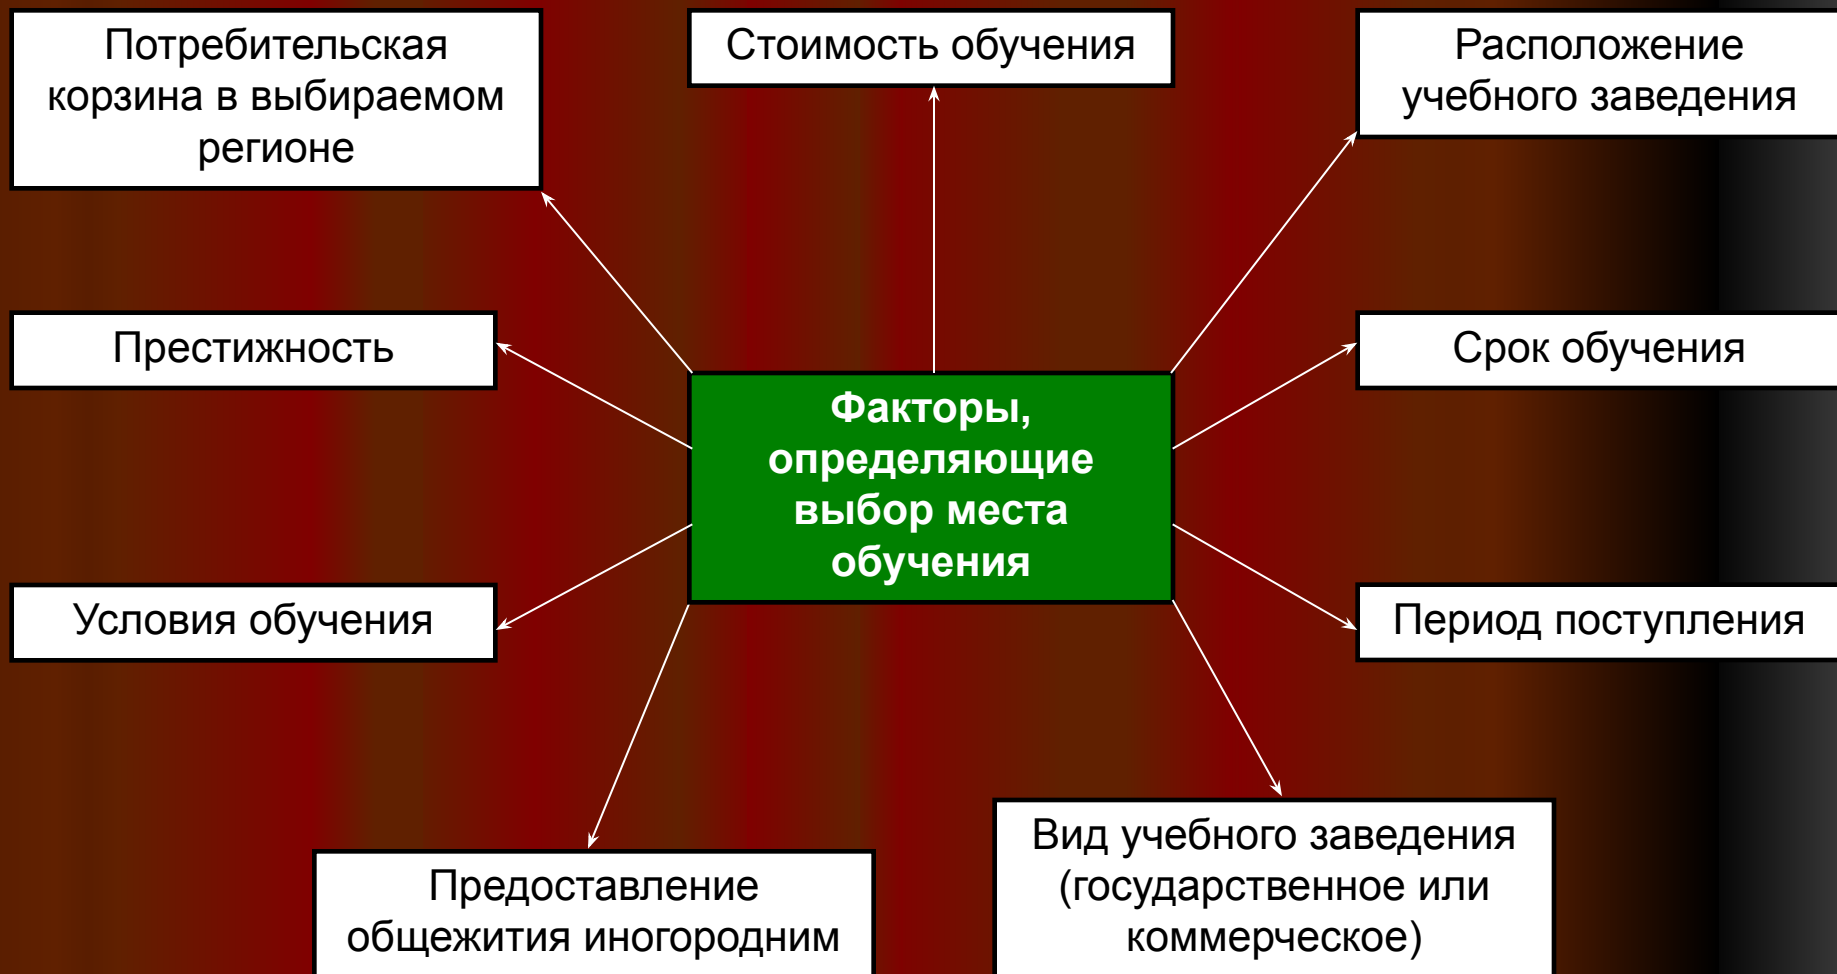 Потребительская
корзина в выбираемом
регионе
Стоимость обучения
Расположение
учебного заведения
Престижность
Срок обучения
Факторы,
определяющие
выбор места
обучения
Условия обучения
Период поступления
Предоставление
общежития иногородним
Вид учебного заведения
(государственное или
коммерческое)